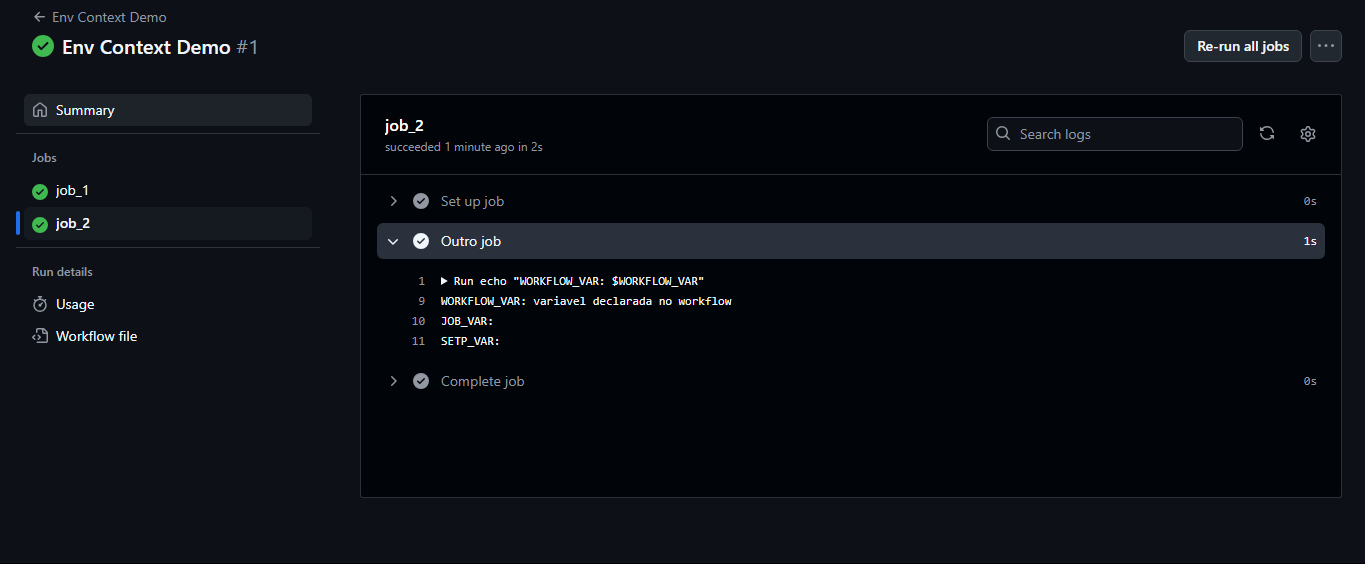 Env Context Demo
Env Context Demo #1
Re-run all jobs
Summary
Jobs
job_1
job_2
Run details
Usage
Workflow file
job_2
succeeded 1 minute ago in 2s
Search logs
Set up job 0s
Outro job 1s
1 Run echo "WORKFLOW_VAR: $WORKFLOW_VAR"
9 WORKFLOW_VAR: variavel declarada no workflow
10 JOB_VAR:
11 SETP_VAR:
Complete job 0s